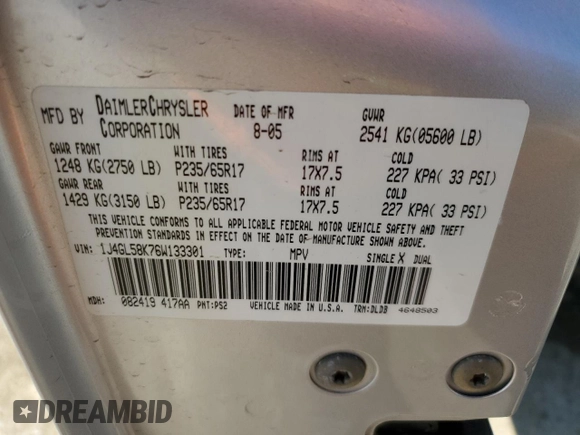 MFD BY DAIMLERCHRYSLER CORPORATION DATE OF MFR 8-05 GVWR 2541 KG(05600 LB)
GAWR FRONT WITH TIRES RIMS AT COLD
1248 KG(2750 LB) P235/65R17 17X7.5 227 KPA( 33 PSI)
GAWR REAR WITH TIRES RIMS AT COLD
1429 KG(3150 LB) P235/65R17 17X7.5 227 KPA( 33 PSI)
THIS VEHICLE CONFORMS TO ALL APPLICABLE FEDERAL MOTOR VEHICLE SAFETY AND THEFT
PREVENTION STANDARDS IN EFFECT ON THE DATE OF MANUFACTURE SHOWN ABOVE.
VIN: 1J4GL58K76W133301 TYPE: MPV SINGLE X DUAL
MDH: 082419 417AA PNT:PS2 VEHICLE MADE IN U.S.A. TRM:DLDB 4648503
DREAMBID